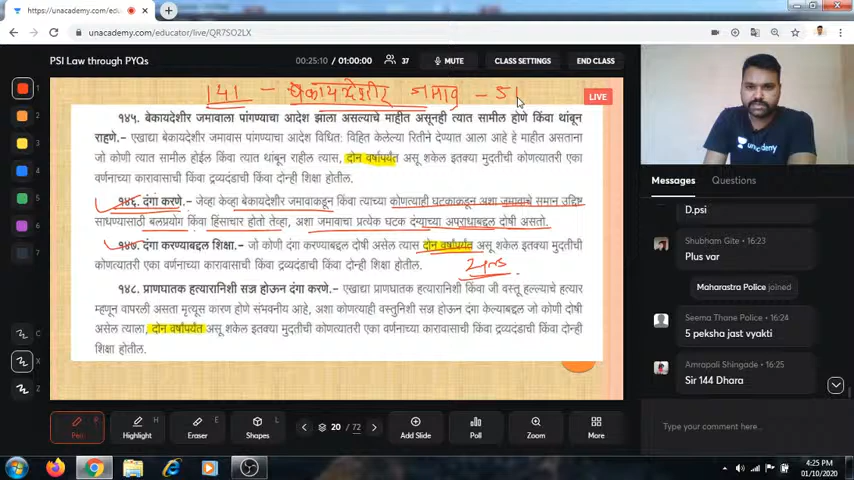 https://unacademy.com/edu
unacademy.com/educator/live/QR7SO2LX
PSI Law through PYQs
00:25:10 / 01:00:00
37
MUTE
CLASS SETTINGS
END CLASS
141 - बेकायदेशीर जमाव - 51
LIVE
१४५. बेकायदेशीर जमावाला पांगण्याचा आदेश झाला असल्याचे माहीत असूनही त्यात सामील होणे किंवा थांबून
राहणे.- एखाद्या बेकायदेशीर जमावास पांगण्याचा आदेश विधित: विहित केलेल्या रितीने देण्यात आला आहे हे माहीत असताना
जो कोणी त्यात सामील होईल किंवा त्यात थांबून राहील त्यास, दोन वर्षांपर्यंत असू शकेल इतक्या मुदतीची कोणत्यातरी एका
वर्णनाच्या कारावासाची किंवा द्रव्यदंडाची किंवा दोन्ही शिक्षा होतील.
१४६. दंगा करणे.- जेव्हा केव्हा बेकायदेशीर जमावाकडून किंवा त्याच्या कोणत्याही घटकाकडून अशा जमावाचे समान उद्दिष्ट
साधण्यासाठी बलप्रयोग किंवा हिंसाचार होतो तेव्हा, अशा जमावाचा प्रत्येक घटक दंग्याच्या अपराधाबद्दल दोषी असतो.
१४७. दंगा करण्याबद्दल शिक्षा.- जो कोणी दंगा करण्याबद्दल दोषी असेल त्यास दोन वर्षांपर्यंत असू शकेल इतक्या मुदतीची
कोणत्यातरी एका वर्णनाच्या कारावासाची किंवा द्रव्यदंडाची किंवा दोन्ही शिक्षा होतील.
2yrs
१४८. प्राणघातक हत्यारानिशी सज्ज होऊन दंगा करणे.- एखाद्या प्राणघातक हत्यारानिशी किंवा जी वस्तू हल्ल्याचे हत्यार
म्हणून वापरली असता मृत्यूस कारण होणे संभवनीय आहे, अशा कोणत्याही वस्तुनिशी सज्ज होऊन दंगा केल्याबद्दल जो कोणी दोषी
असेल त्याला, दोन वर्षांपर्यंत असू शकेल इतक्या मुदतीची कोणत्यातरी एका वर्णनाच्या कारावासाची किंवा द्रव्यदंडाची किंवा दोन्ही
शिक्षा होतील.
unacademy
Messages
Questions
D.psi
Shubham Gite 16:23
Plus var
Maharastra Police joined
Seema Thane Police 16:24
5 peksha jast vyakti
Amrapali Shingade 16:25
Sir 144 Dhara
Say something...
Pen
P
Highlight
H
Eraser
E
Shapes
L
20 / 72
Add Slide
Poll
Zoom
More
Z
X
4:25 PM
01/10/2020